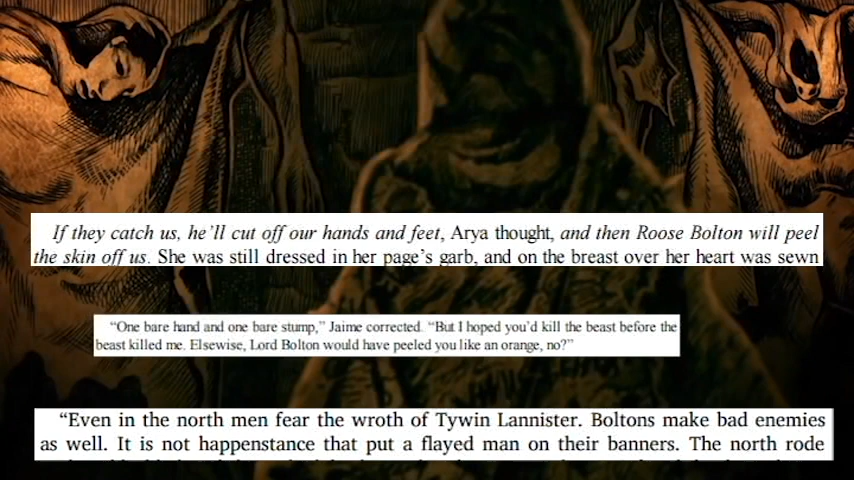 If they catch us, he'll cut off our hands and feet, Arya thought, and then Roose Bolton will peel
the skin off us. She was still dressed in her page's garb, and on the breast over her heart was sewn
“One bare hand and one bare stump,” Jaime corrected. “But I hoped you'd kill the beast before the
beast killed me. Elsewise, Lord Bolton would have peeled you like an orange, no?”
“Even in the north men fear the wroth of Tywin Lannister. Boltons make bad enemies
as well. It is not happenstance that put a flayed man on their banners. The north rode